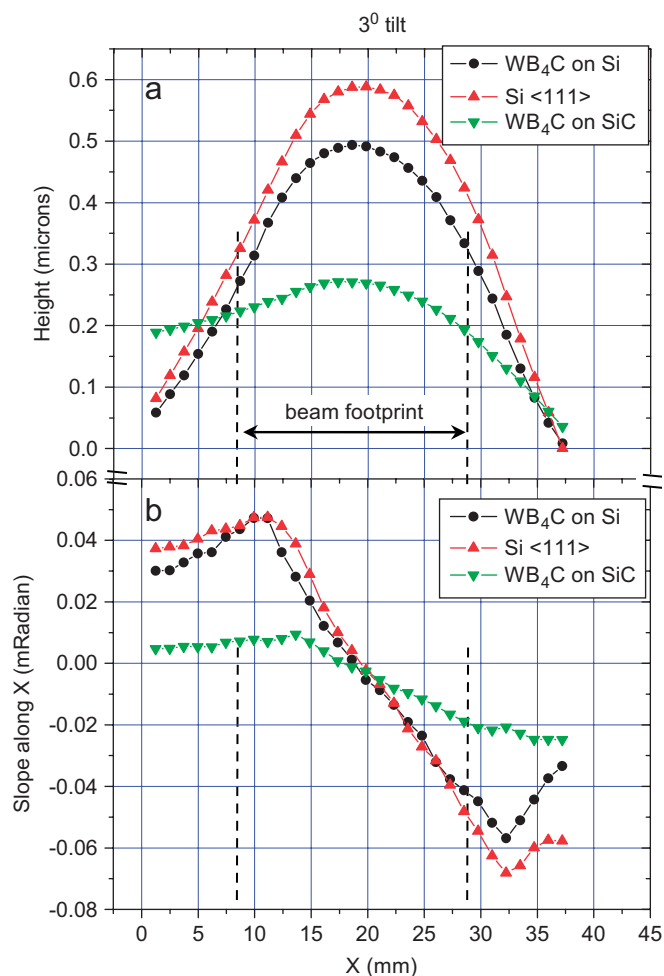 3⁰ tilt
a
WB₄C on Si
Si <111>
WB₄C on SiC
Height (microns)
0.6
0.5
0.4
0.3
0.2
0.1
0.0
beam footprint
b
WB₄C on Si
Si <111>
WB₄C on SiC
Slope along X (mRadian)
0.06
0.04
0.02
0.00
-0.02
-0.04
-0.06
-0.08
0 5 10 15 20 25 30 35 40 45
X (mm)